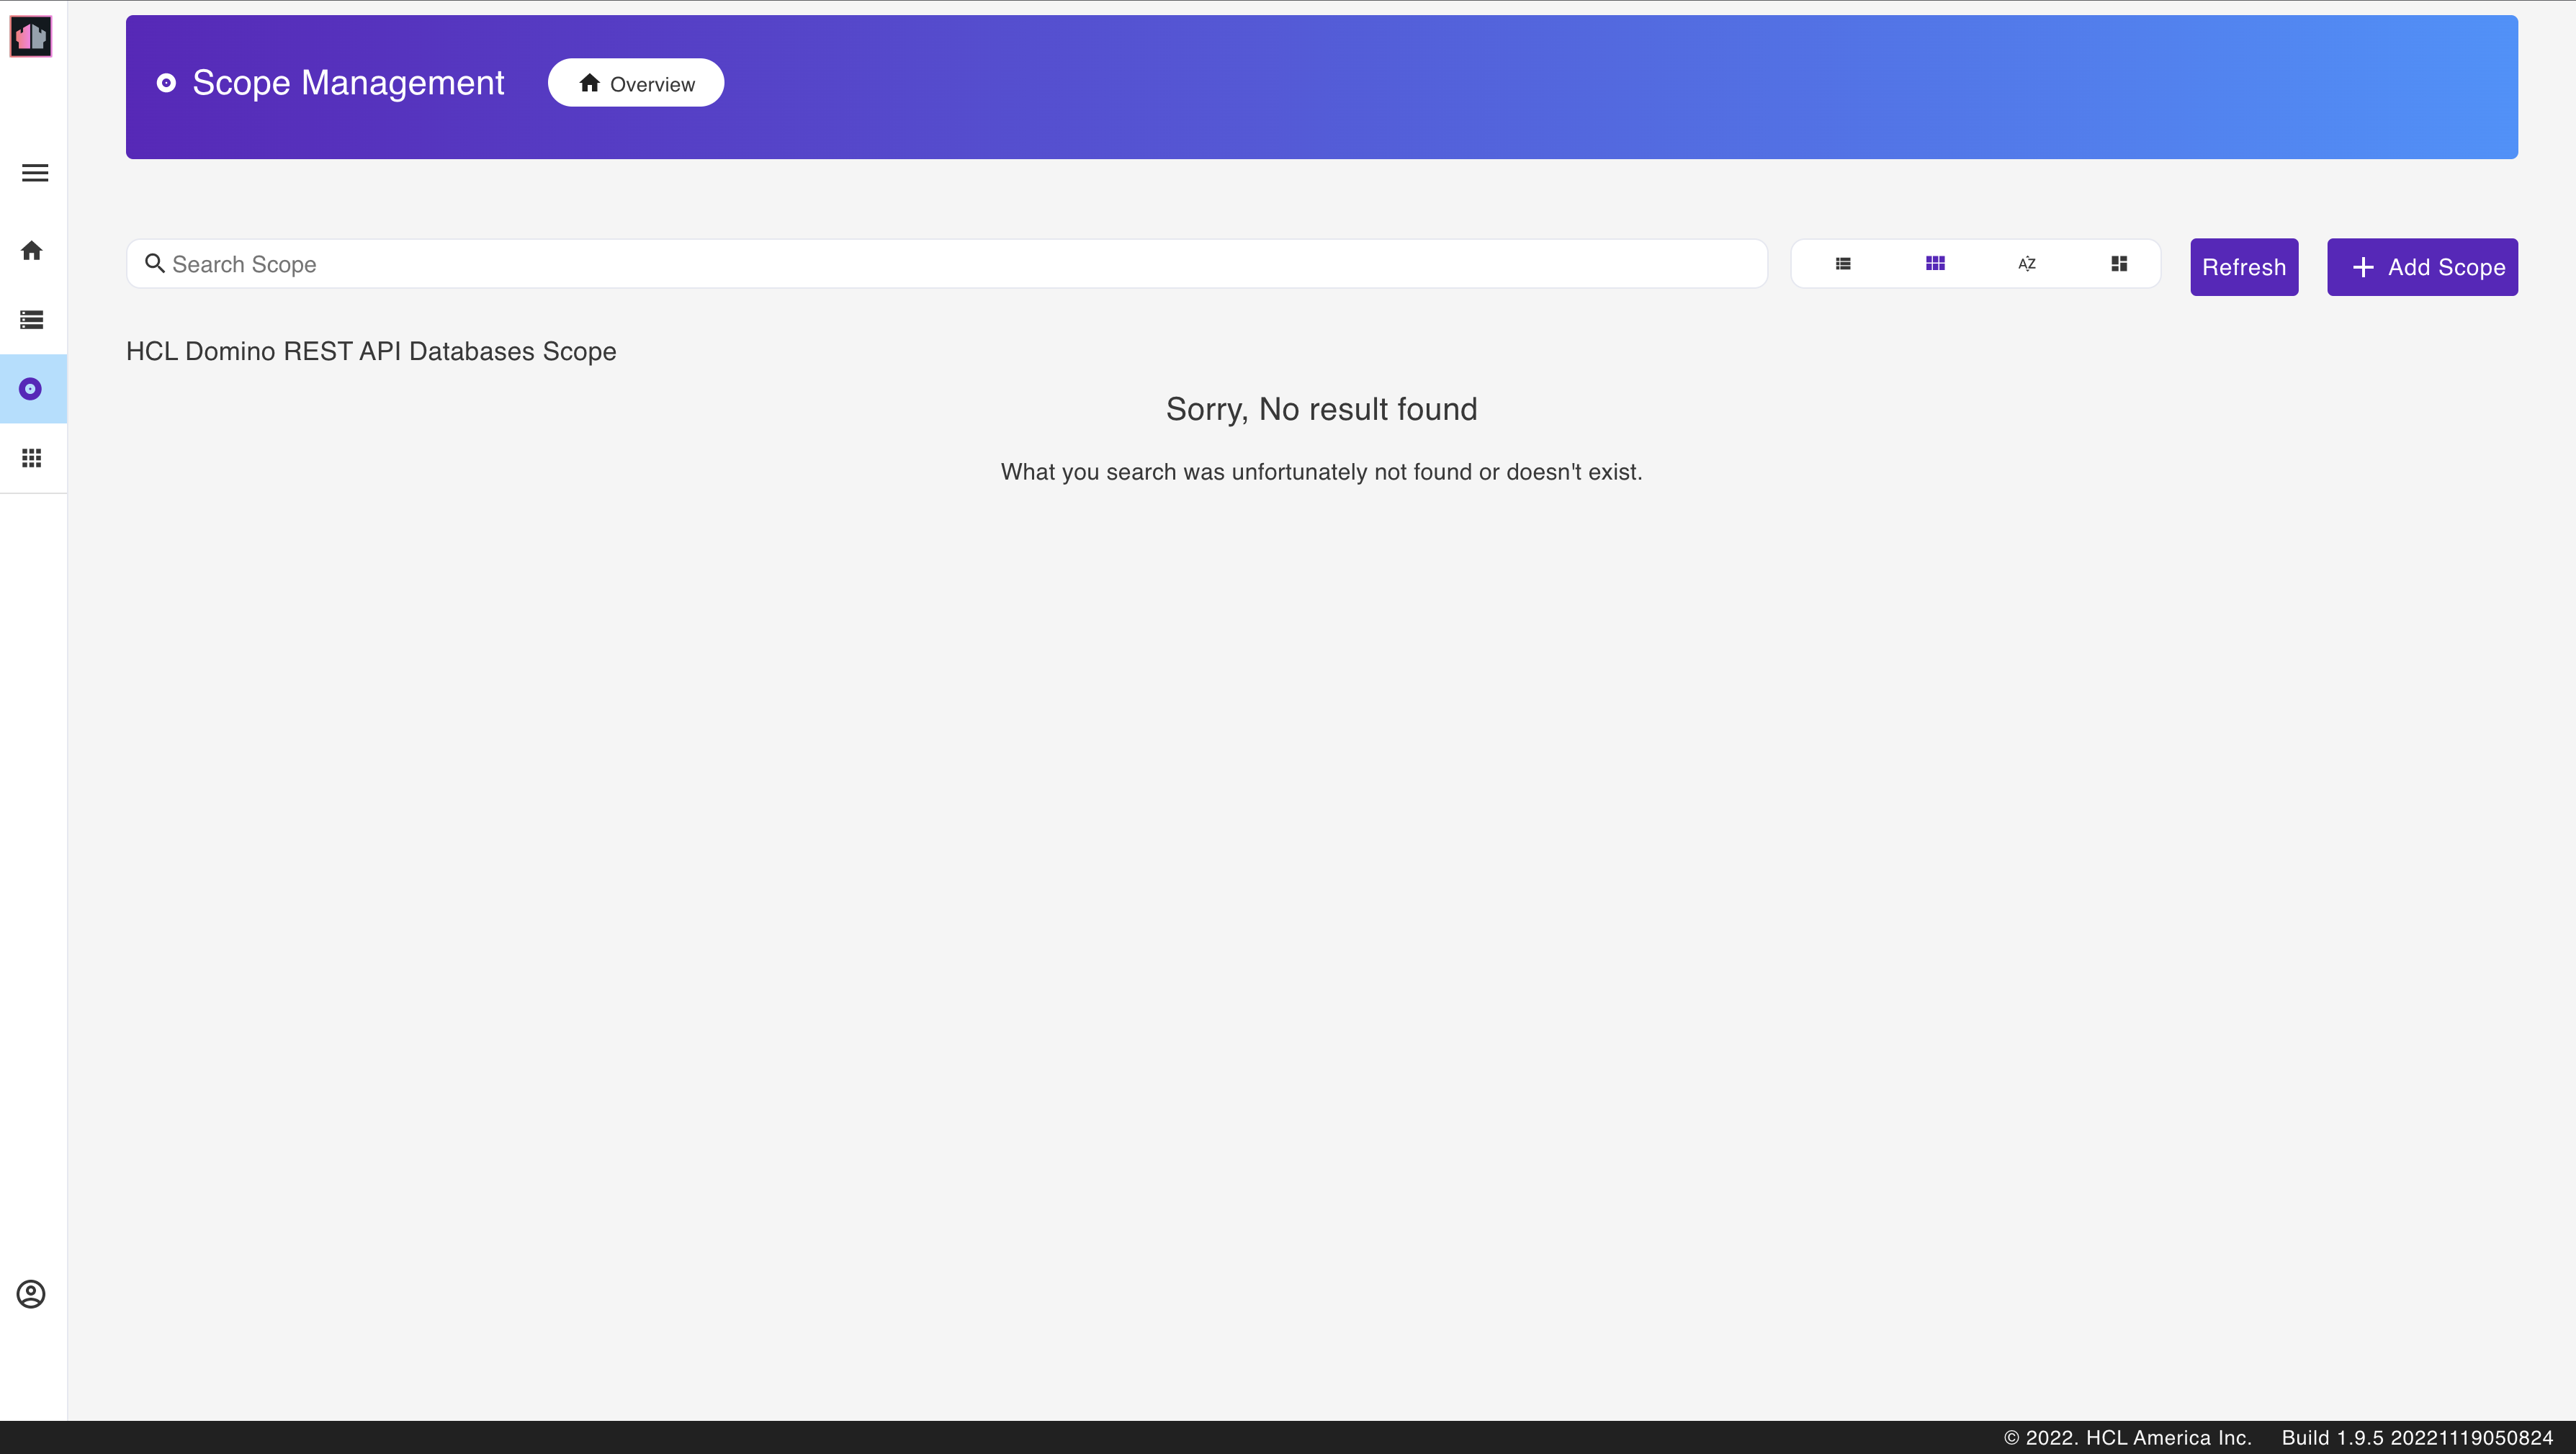 Scope Management
Overview
Search Scope
AZ
Refresh
Add Scope
HCL Domino REST API Databases Scope
Sorry, No result found
What you search was unfortunately not found or doesn't exist.
© 2022. HCL America Inc. Build 1.9.5 20221119050824